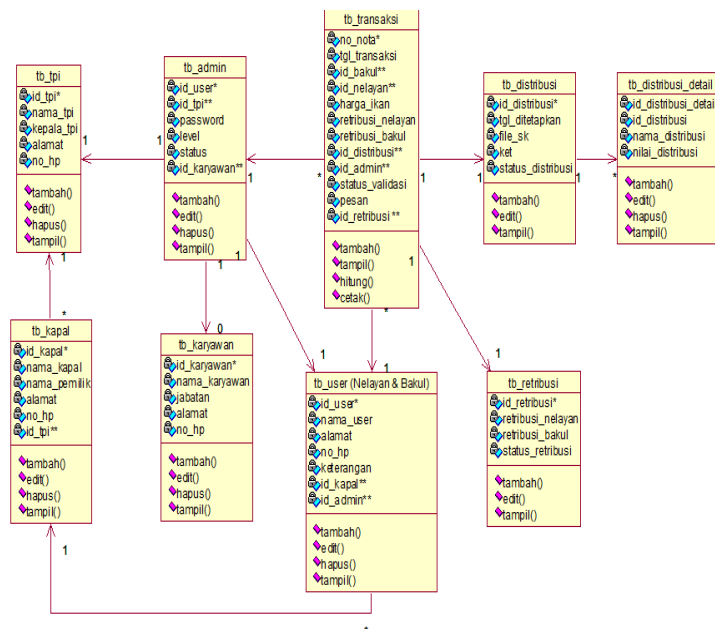 tb_transaksi
no_nota*
tgl_transaksi
id_bakul**
id_nelayan**
harga_ikan
retribusi_nelayan
retribusi_bakul
id_distribusi**
id_admin**
status_validasi
pesan
id_retribusi **
tambah()
tampil()
hitung()
cetak()
tb_tpi
id_tpi*
nama_tpi
kepala_tpi
alamat
no_hp
tambah()
edit()
hapus()
tampil()
tb_admin
id_user*
id_tpi**
password
level
status
id_karyawan**
tambah()
edit()
hapus()
tampil()
tb_distribusi
id_distribusi*
tgl_ditetapkan
file_sk
ket
status_distribusi
tambah()
edit()
hapus()
tampil()
tb_distribusi_detail
id_distribusi_detail
id_distribusi
nama_distribusi
nilai_distribusi
tambah()
edit()
hapus()
tampil()
1
1
1
*
1
1
1
*
1
1
1
1
*
0
*
1
1
1
tb_kapal
id_kapal*
nama_kapal
nama_pemilik
alamat
no_hp
id_tpi**
tambah()
edit()
hapus()
tampil()
tb_karyawan
id_karyawan*
nama_karyawan
jabatan
alamat
no_hp
tambah()
edit()
hapus()
tampil()
tb_user (Nelayan & Bakul)
id_user*
nama_user
alamat
no_hp
keterangan
id_kapal**
id_admin**
tambah()
edit()
hapus()
tampil()
tb_retribusi
id_retribusi*
retribusi_nelayan
retribusi_bakul
status_retribusi
tambah()
edit()
hapus()
tampil()
1
*